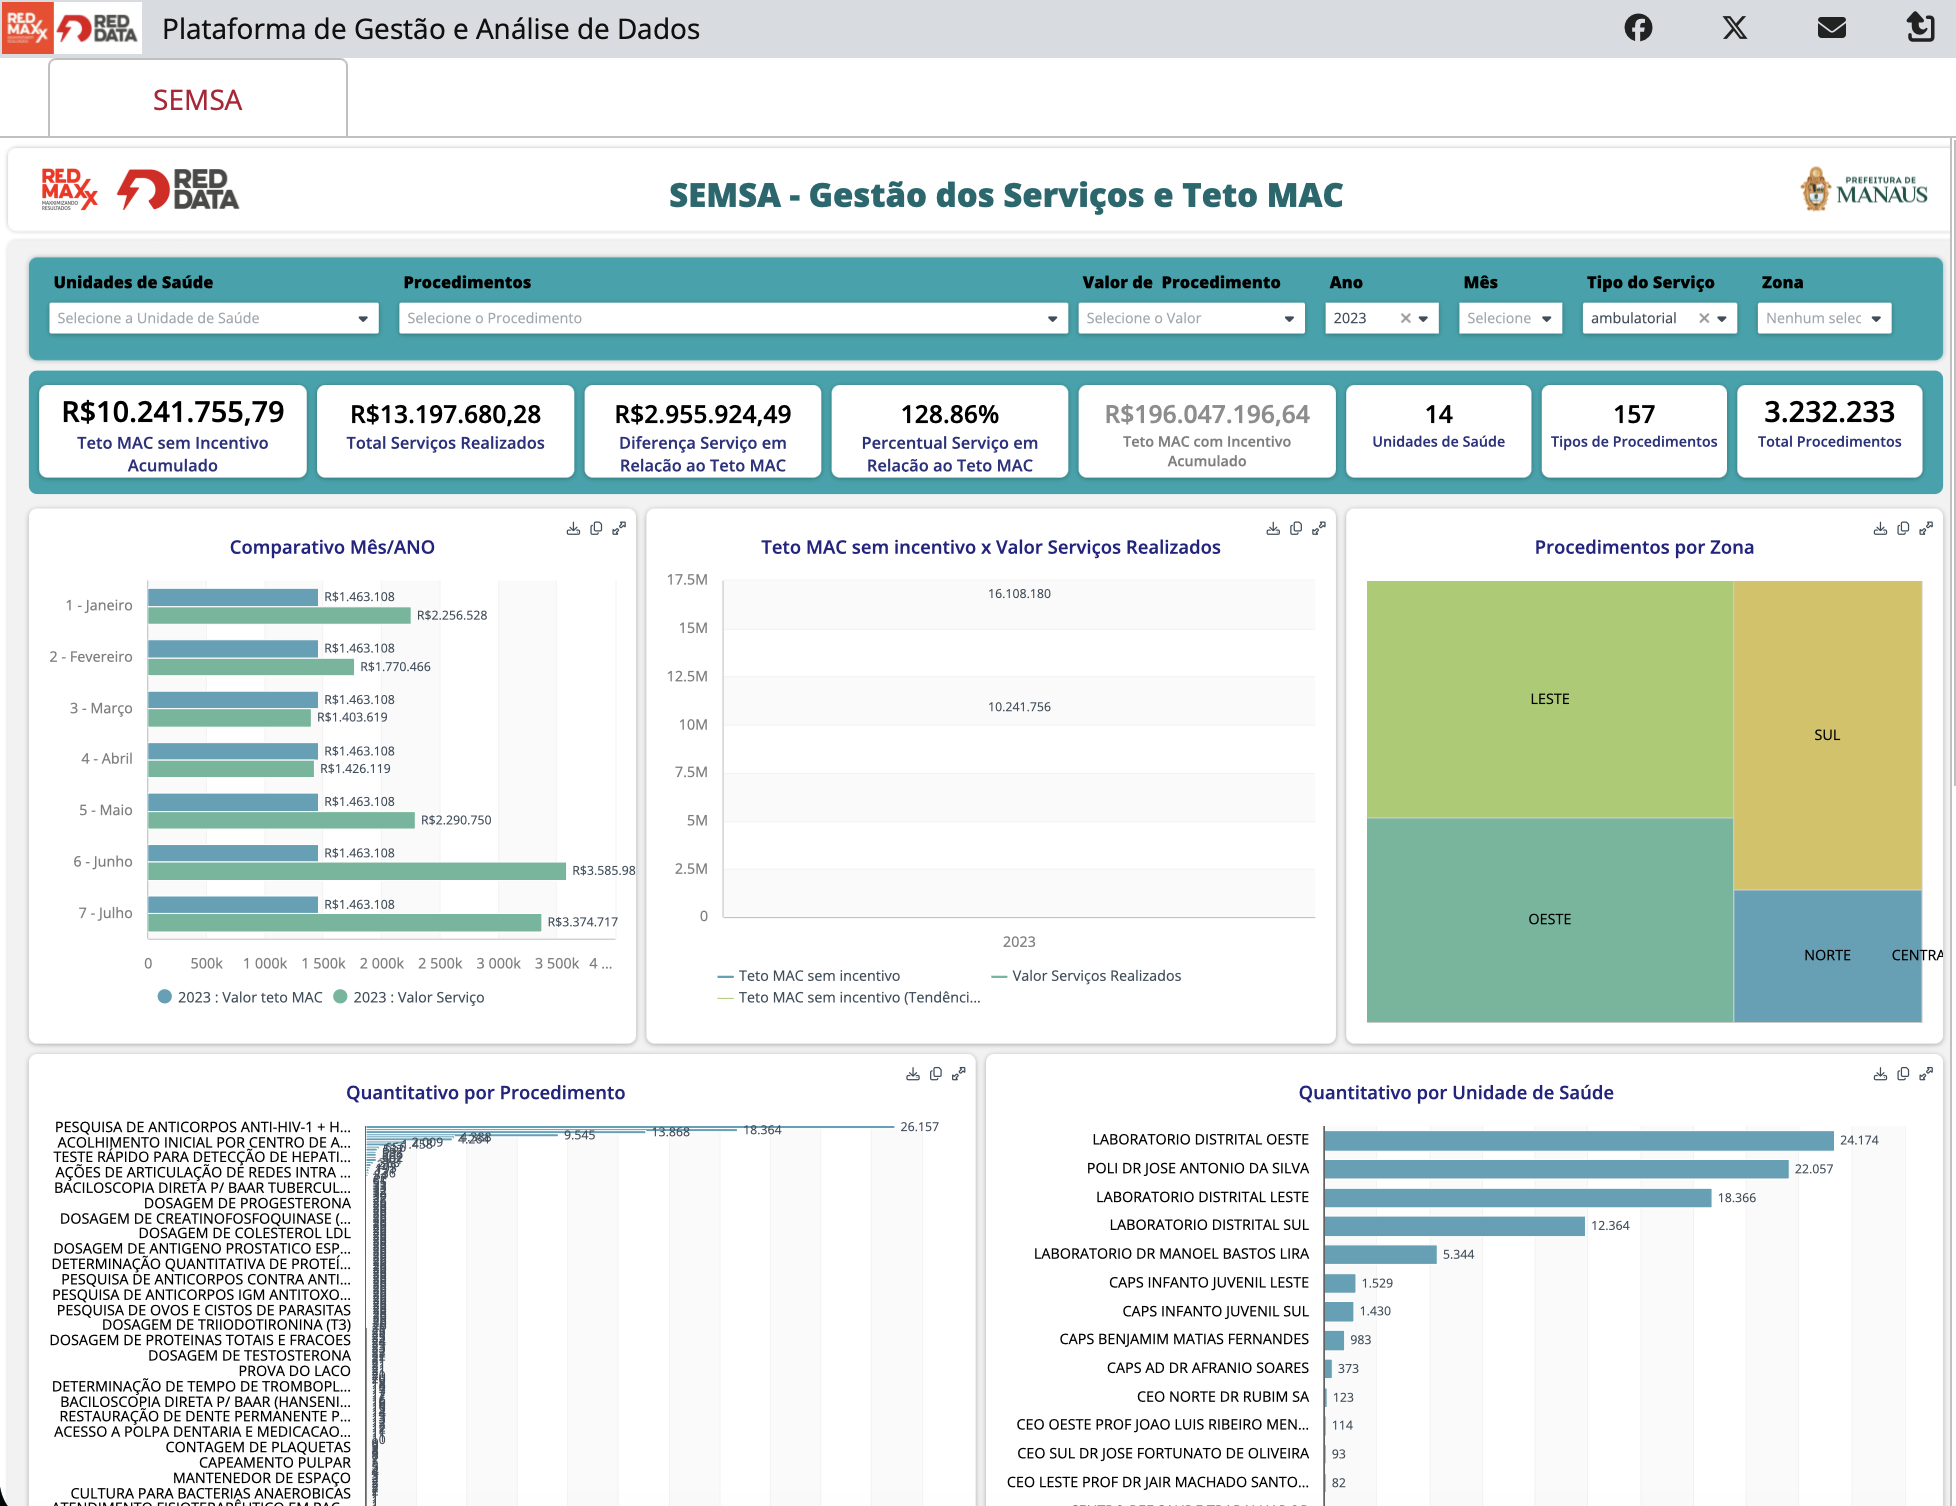 RED MAXX RED DATA Plataforma de Gestão e Análise de Dados
SEMSA
RED MAXX
MAXXIMIZANDO RESULTADOS
RED DATA
SEMSA - Gestão dos Serviços e Teto MAC
PREFEITURA DE
MANAUS
Unidades de Saúde Procedimentos Valor de Procedimento Ano Mês Tipo do Serviço Zona
Selecione a Unidade de Saúde Selecione o Procedimento Selecione o Valor 2023 Selecione ambulatorial Nenhum selec
R$10.241.755,79
Teto MAC sem Incentivo
Acumulado
R$13.197.680,28
Total Serviços Realizados
R$2.955.924,49
Diferença Serviço em
Relacão ao Teto MAC
128.86%
Percentual Serviço em
Relacão ao Teto MAC
R$196.047.196,64
Teto MAC com Incentivo
Acumulado
14
Unidades de Saúde
157
Tipos de Procedimentos
3.232.233
Total Procedimentos
Comparativo Mês/ANO
1 - Janeiro R$1.463.108
R$2.256.528
2 - Fevereiro R$1.463.108
R$1.770.466
3 - Março R$1.463.108
R$1.403.619
4 - Abril R$1.463.108
R$1.426.119
5 - Maio R$1.463.108
R$2.290.750
6 - Junho R$1.463.108
R$3.585.98
7 - Julho R$1.463.108
R$3.374.717
0 500k 1 000k 1 500k 2 000k 2 500k 3 000k 3 500k 4 ...
2023 : Valor teto MAC 2023 : Valor Serviço
Teto MAC sem incentivo x Valor Serviços Realizados
17.5M
16.108.180
15M
12.5M
10.241.756
10M
7.5M
5M
2.5M
0
2023
Teto MAC sem incentivo Valor Serviços Realizados
Teto MAC sem incentivo (Tendênci...
Procedimentos por Zona
LESTE
SUL
OESTE
NORTE
CENTRA
Quantitativo por Procedimento
PESQUISA DE ANTICORPOS ANTI-HIV-1 + H... 26.157
18.364
13.868
9.545
ACOLHIMENTO INICIAL POR CENTRO DE A...
TESTE RÁPIDO PARA DETECÇÃO DE HEPATI...
AÇÕES DE ARTICULAÇÃO DE REDES INTRA ...
BACILOSCOPIA DIRETA P/ BAAR TUBERCUL...
DOSAGEM DE PROGESTERONA
DOSAGEM DE CREATINOFOSFOQUINASE (...
DOSAGEM DE COLESTEROL LDL
DOSAGEM DE ANTIGENO PROSTATICO ESP...
DETERMINAÇÃO QUANTITATIVA DE PROTEÍ...
PESQUISA DE ANTICORPOS CONTRA ANTI...
PESQUISA DE ANTICORPOS IGM ANTITOXO...
PESQUISA DE OVOS E CISTOS DE PARASITAS
DOSAGEM DE TRIIODOTIRONINA (T3)
DOSAGEM DE PROTEINAS TOTAIS E FRACOES
DOSAGEM DE TESTOSTERONA
PROVA DO LACO
DETERMINAÇÃO DE TEMPO DE TROMBOPL...
BACILOSCOPIA DIRETA P/ BAAR (HANSENI...
RESTAURAÇÃO DE DENTE PERMANENTE P...
ACESSO A POLPA DENTARIA E MEDICACAO...
CONTAGEM DE PLAQUETAS
CAPEAMENTO PULPAR
MANTENEDOR DE ESPAÇO
CULTURA PARA BACTERIAS ANAEROBICAS
Quantitativo por Unidade de Saúde
LABORATORIO DISTRITAL OESTE 24.174
POLI DR JOSE ANTONIO DA SILVA 22.057
LABORATORIO DISTRITAL LESTE 18.366
LABORATORIO DISTRITAL SUL 12.364
LABORATORIO DR MANOEL BASTOS LIRA 5.344
CAPS INFANTO JUVENIL LESTE 1.529
CAPS INFANTO JUVENIL SUL 1.430
CAPS BENJAMIM MATIAS FERNANDES 983
CAPS AD DR AFRANIO SOARES 373
CEO NORTE DR RUBIM SA 123
CEO OESTE PROF JOAO LUIS RIBEIRO MEN... 114
CEO SUL DR JOSE FORTUNATO DE OLIVEIRA 93
CEO LESTE PROF DR JAIR MACHADO SANTO... 82